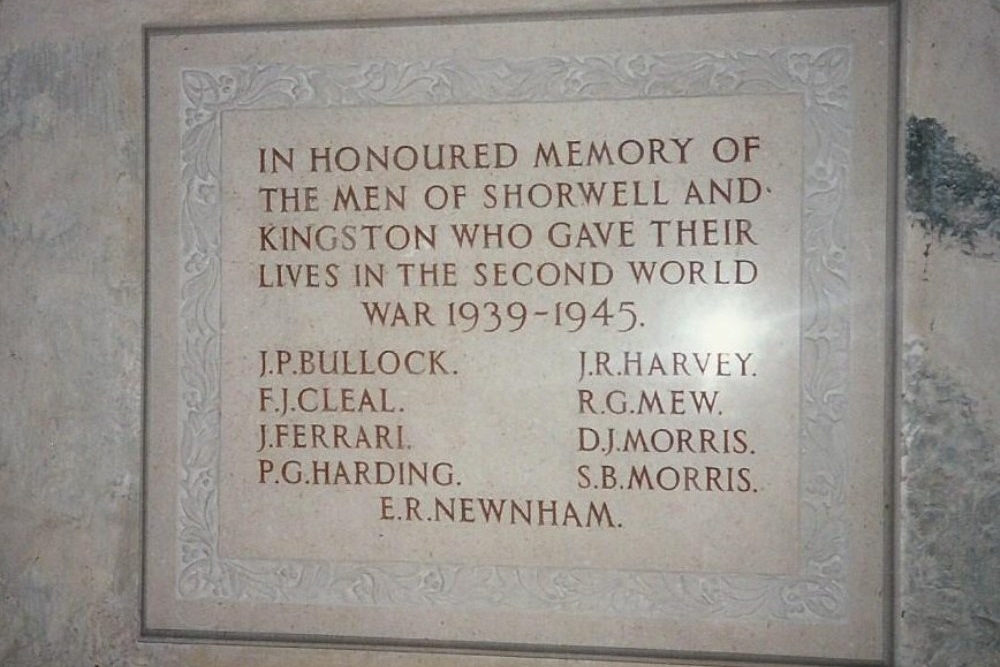 IN HONOURED MEMORY OF
THE MEN OF SHORWELL AND
KINGSTON WHO GAVE THEIR
LIVES IN THE SECOND WORLD
WAR 1939-1945.
J.P.BULLOCK. J.R.HARVEY.
F.J.CLEAL. R.G.MEW.
J.FERRARI. D.J.MORRIS.
P.G.HARDING. S.B.MORRIS.
E.R.NEWNHAM.